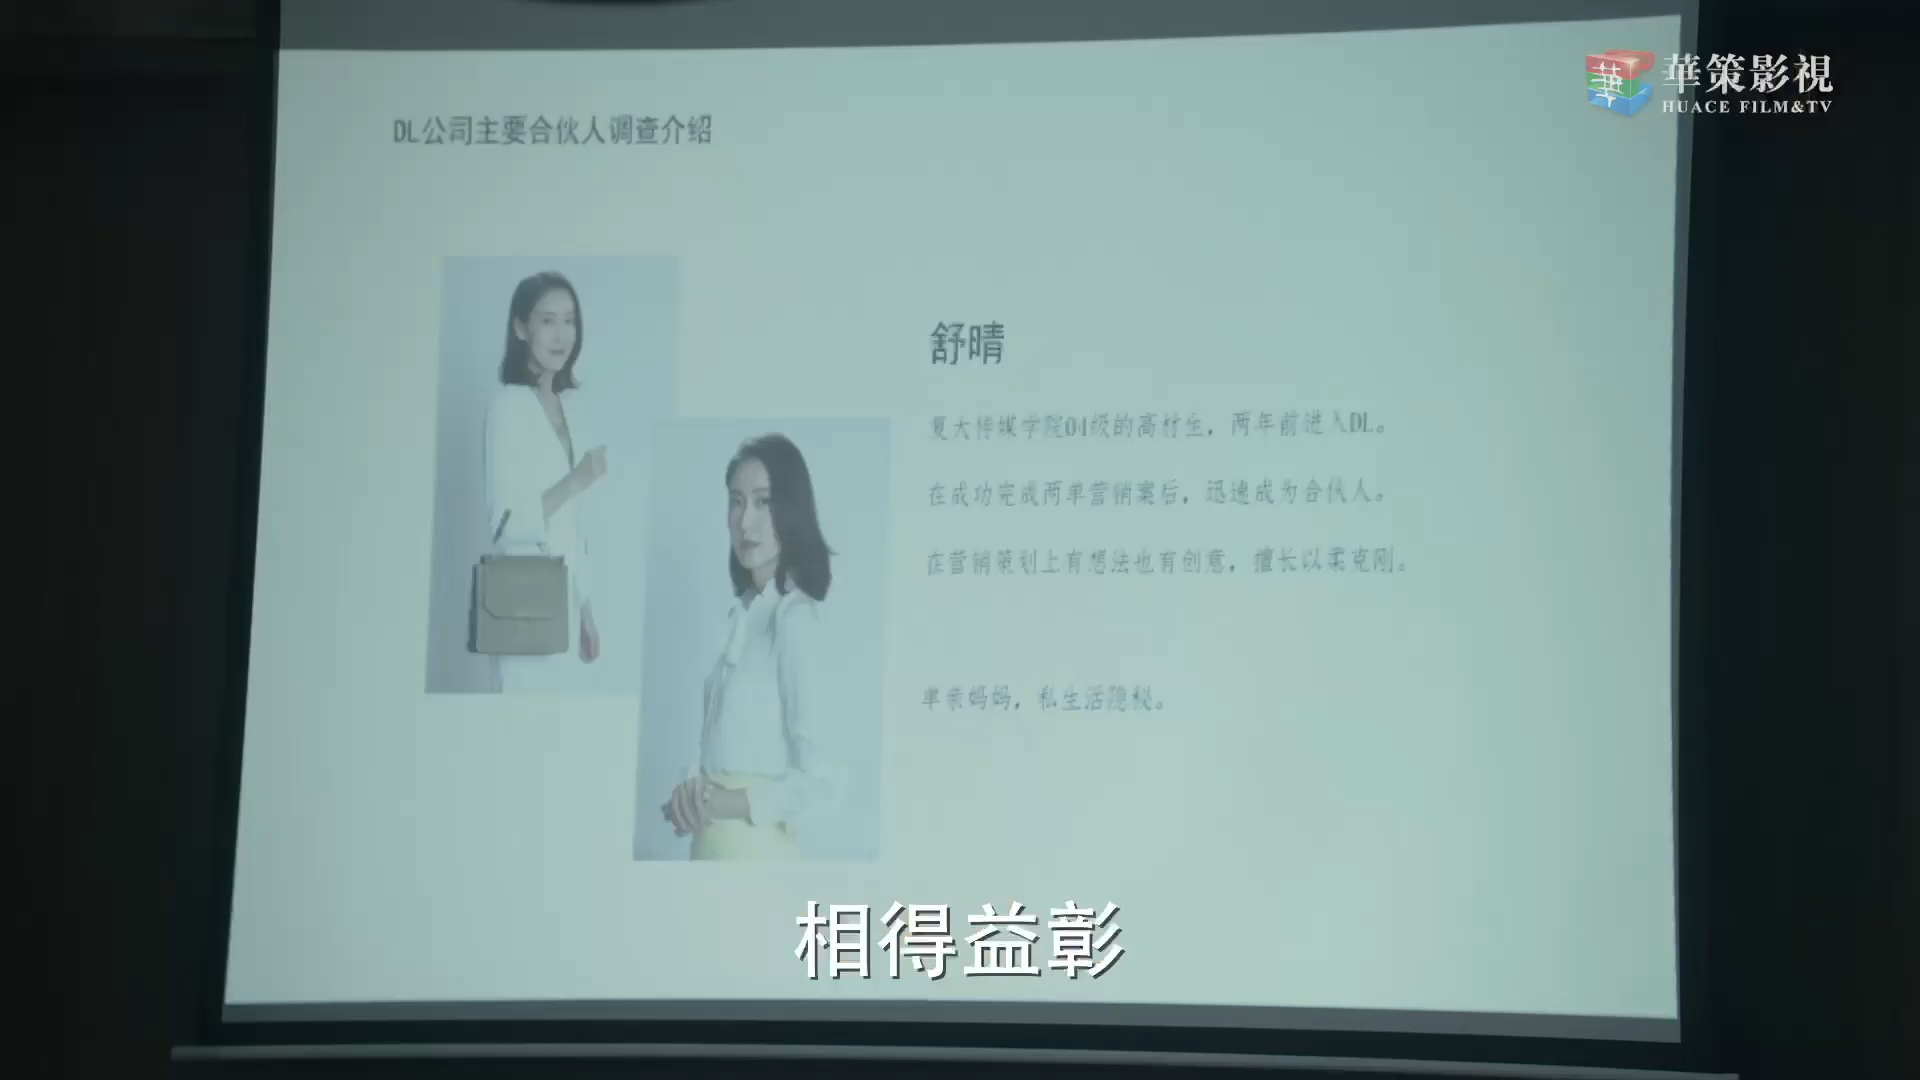 華策影視
HUACE FILM&TV
DL公司主要合伙人调查介绍
舒晴
复大传媒学院04级的高材生，两年前进入DL。
在成功完成两单营销案后，迅速成为合伙人。
在营销策划上有想法也有创意，擅长以柔克刚。
单亲妈妈，私生活隐秘。
相得益彰